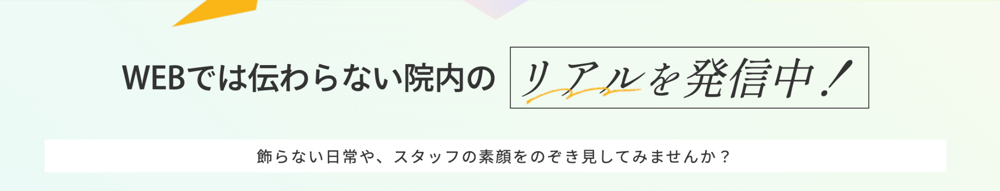 WEBでは伝わらない院内の リアルを発信中！
飾らない日常や、スタッフの素顔をのぞき見してみませんか？